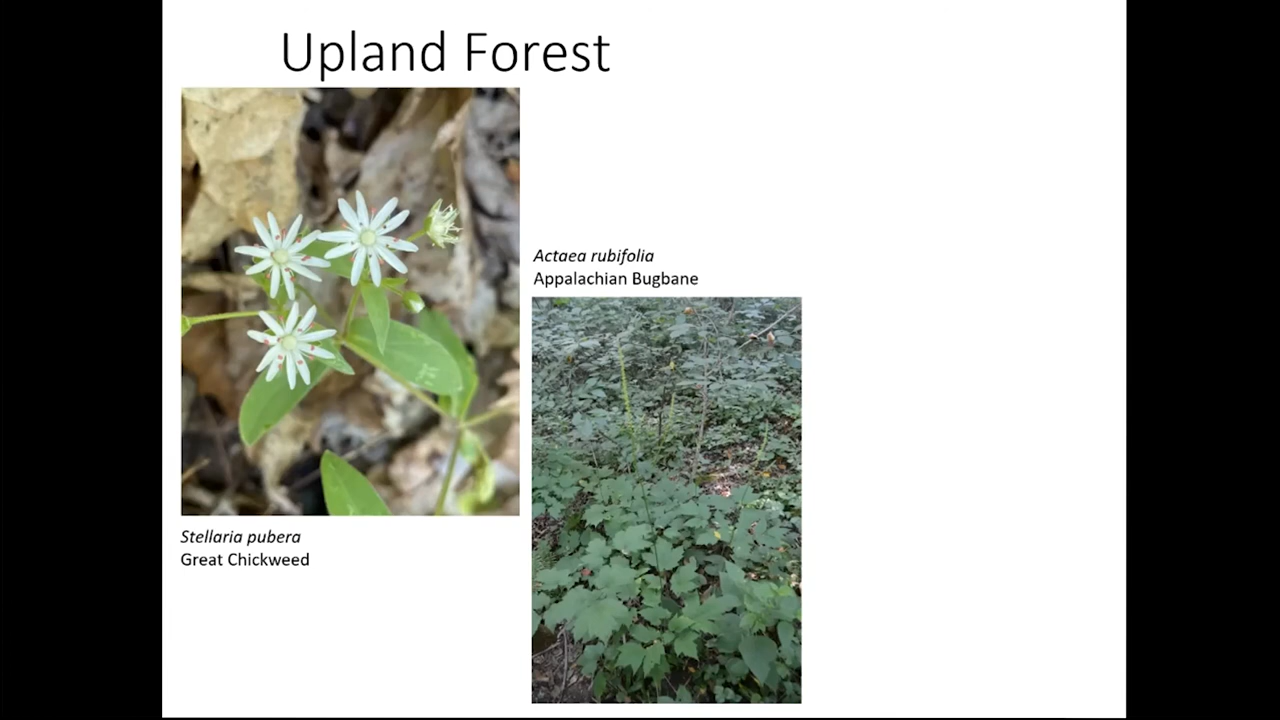 Upland Forest
Actaea rubifolia
Appalachian Bugbane
Stellaria pubera
Great Chickweed